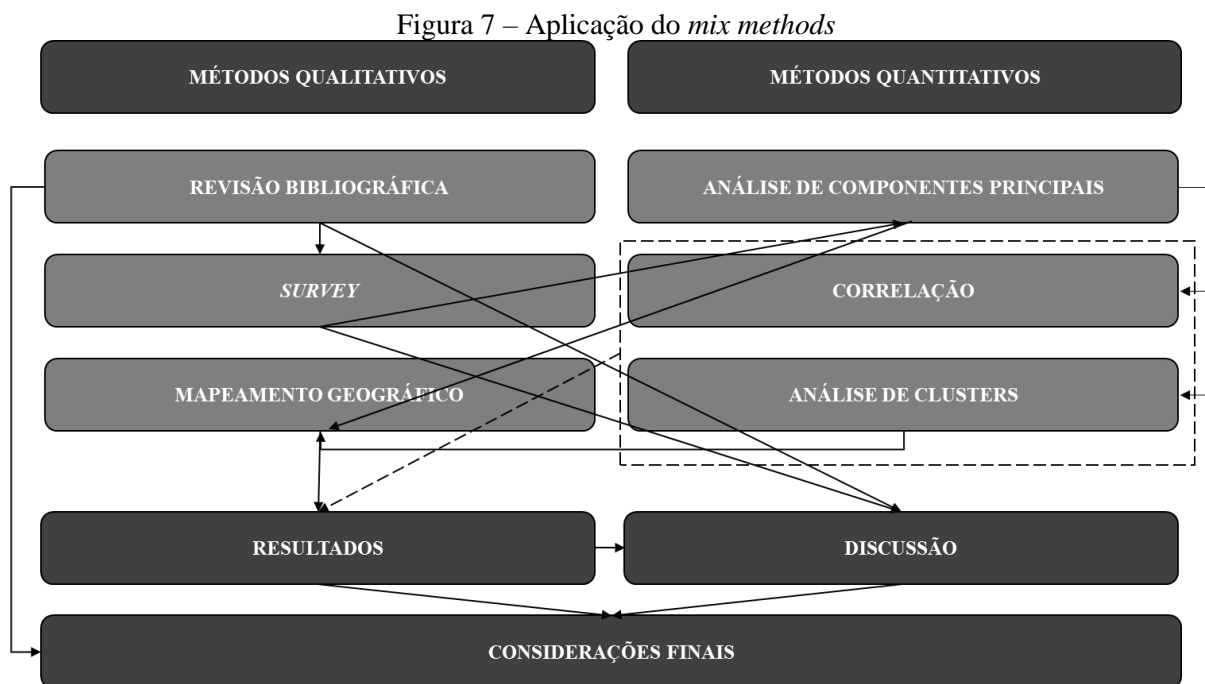 Figura 7 – Aplicação do mix methods
MÉTODOS QUALITATIVOS
MÉTODOS QUANTITATIVOS
REVISÃO BIBLIOGRÁFICA
ANÁLISE DE COMPONENTES PRINCIPAIS
SURVEY
CORRELAÇÃO
MAPEAMENTO GEOGRÁFICO
ANÁLISE DE CLUSTERS
RESULTADOS
DISCUSSÃO
CONSIDERAÇÕES FINAIS